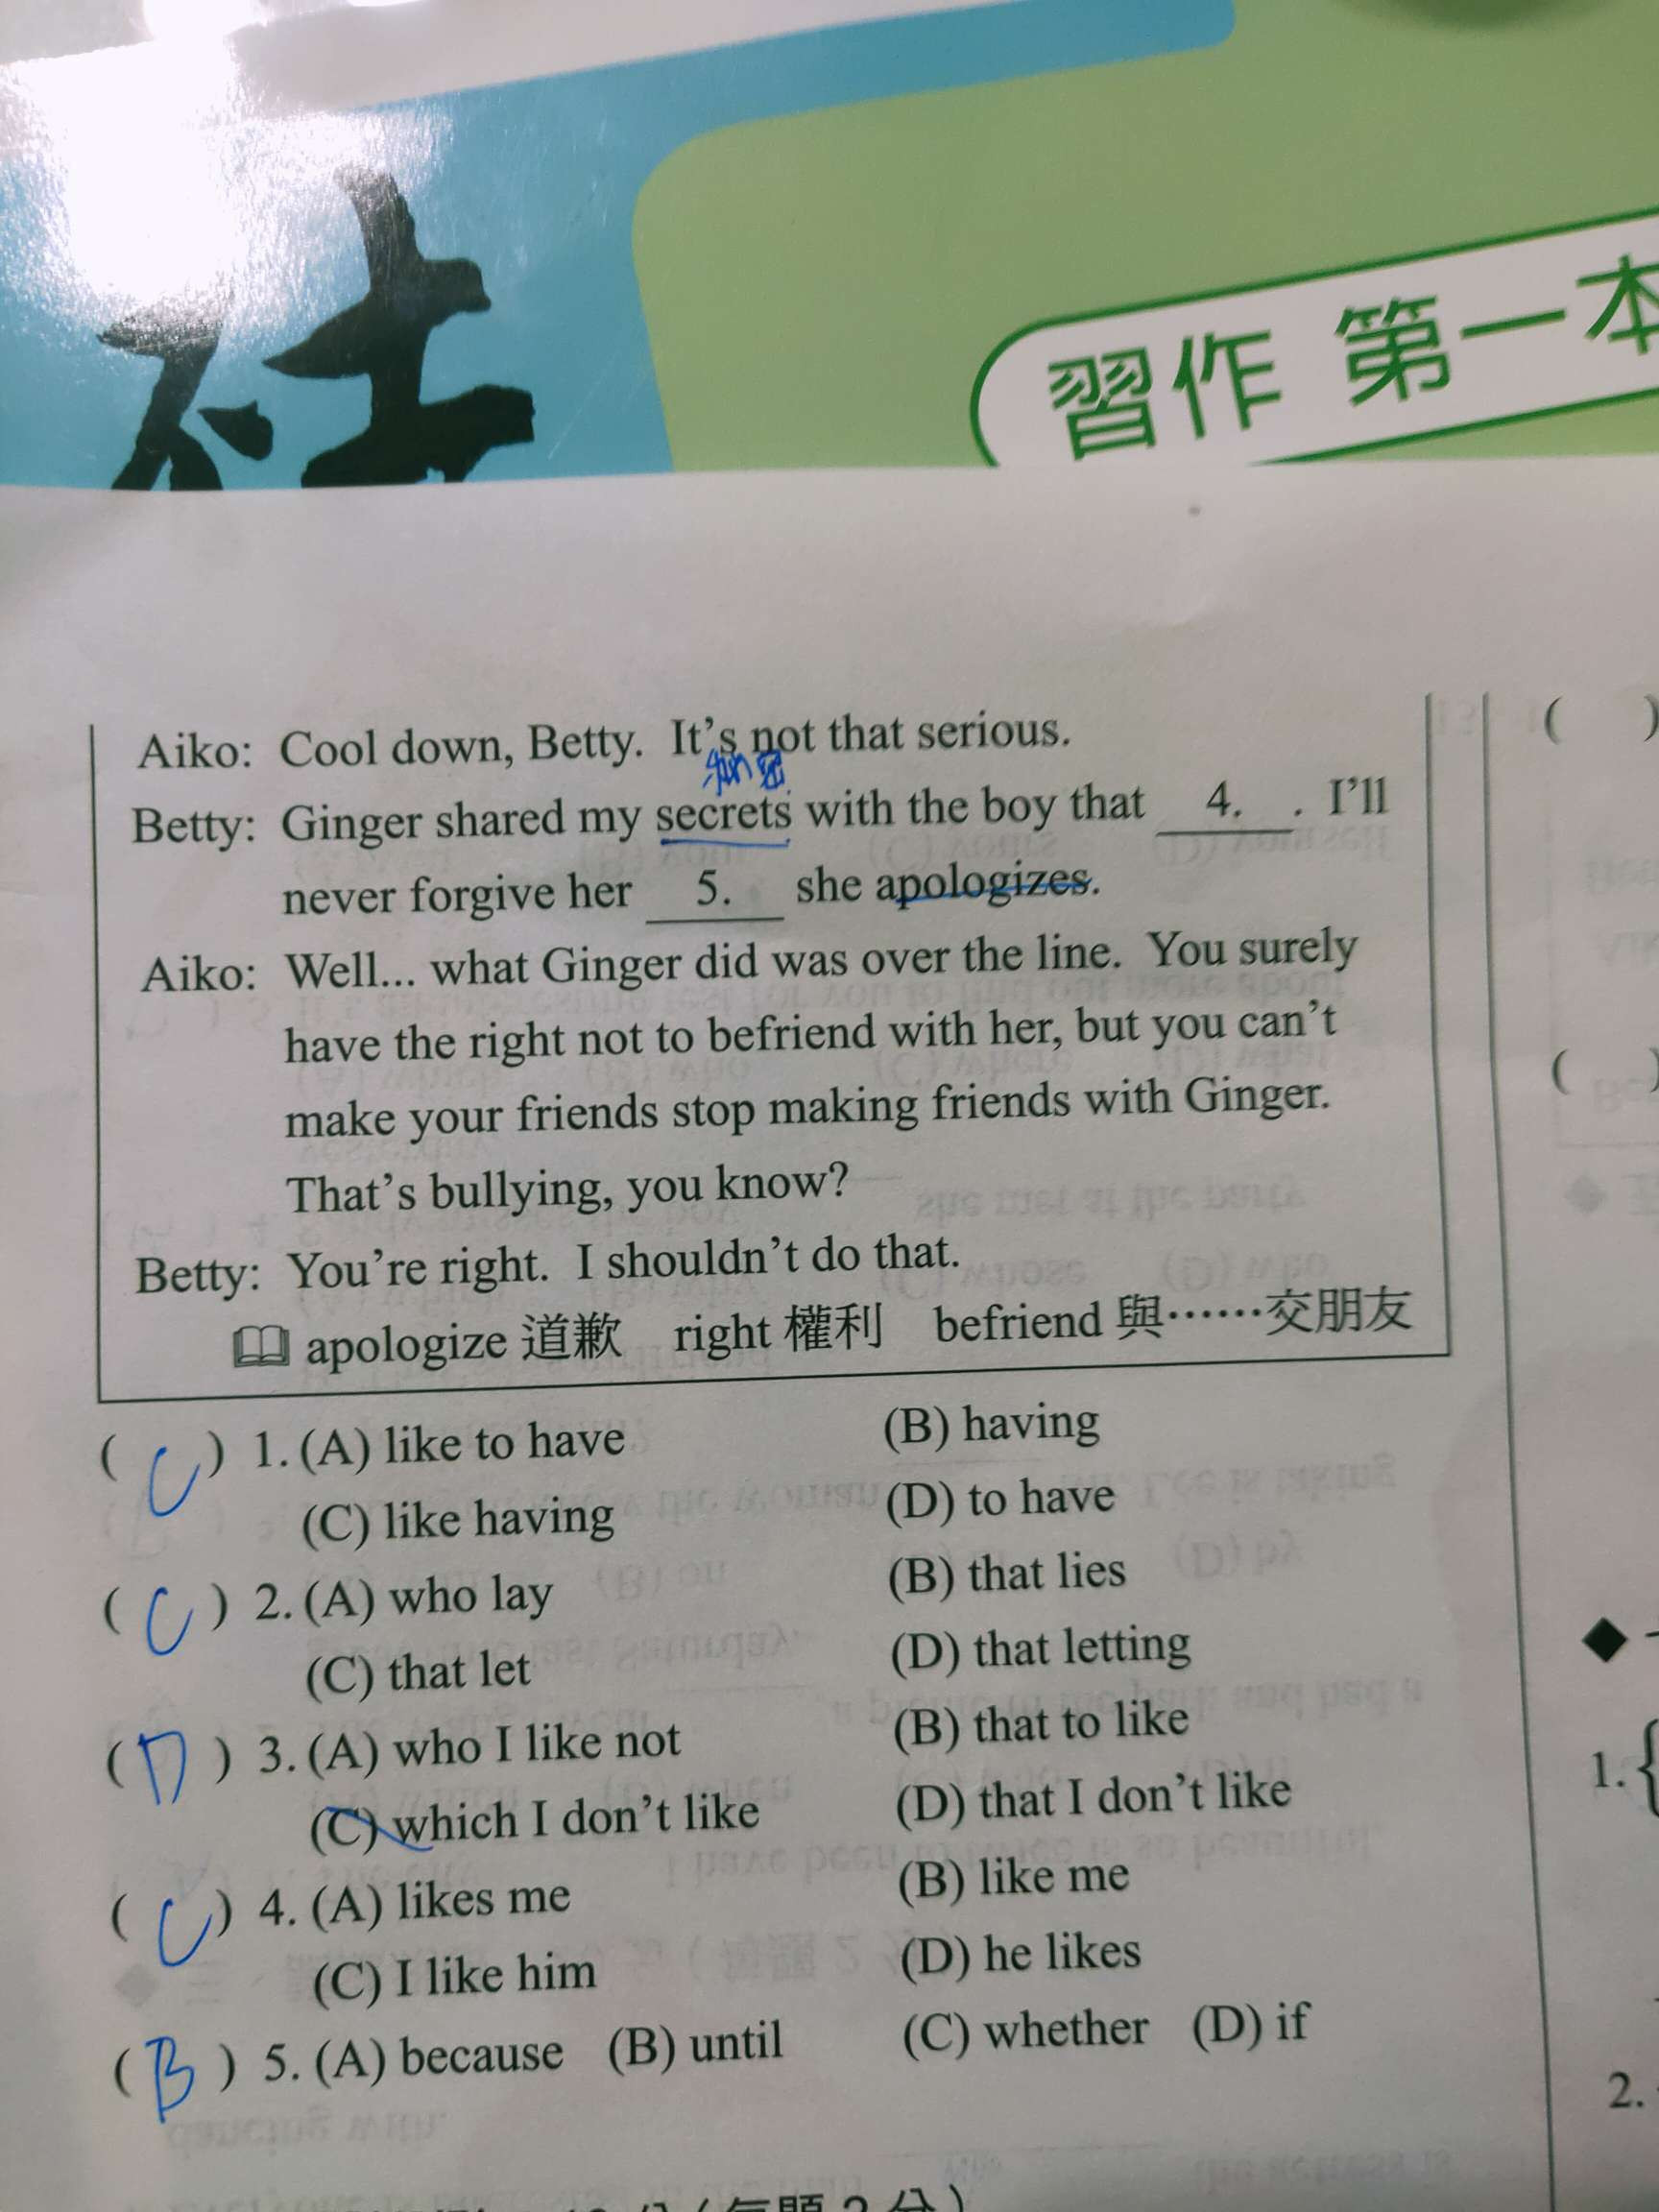 社
習作 第一本
Aiko: Cool down, Betty. It's not that serious.
Betty: Ginger shared my secrets with the boy that 4. . I'll
never forgive her 5. she apologizes.
Aiko: Well... what Ginger did was over the line. You surely
have the right not to befriend with her, but you can't
make your friends stop making friends with Ginger.
That's bullying, you know?
Betty: You're right. I shouldn't do that.
apologize 道歉 right 權利 befriend 與……交朋友
( C ) 1. (A) like to have (B) having
(C) like having (D) to have
( C ) 2. (A) who lay (B) that lies
(C) that let (D) that letting
( D ) 3. (A) who I like not (B) that to like
(C) which I don't like (D) that I don't like
( C ) 4. (A) likes me (B) like me
(C) I like him (D) he likes
( B ) 5. (A) because (B) until (C) whether (D) if
( )
( )
1.
2.